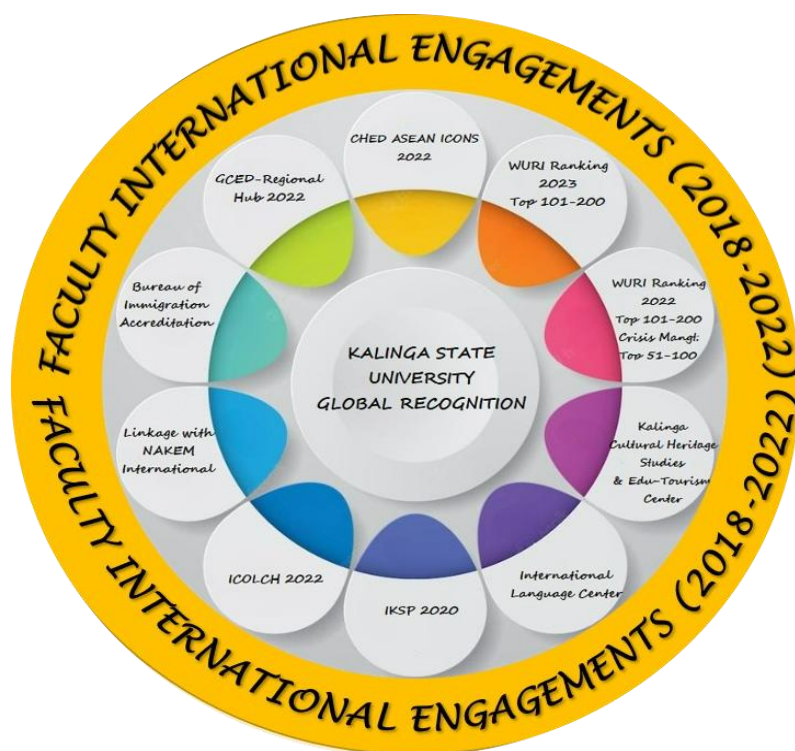 FACULTY INTERNATIONAL ENGAGEMENTS (2018-2022)
CHED ASEAN ICONS
2022
WURI Ranking
2023
Top 101-200
WURI Ranking
2022
Top 101-200
Crisis Mangt:
Top 51-100
Kalinga
Cultural Heritage
Studies
& Edu-Tourism
Center
International
Language Center
IKSP 2020
ICOLCH 2022
Linkage with
NAKEM
International
Bureau of
Immigration
Accreditation
GCED-Regional
Hub 2022
KALINGA STATE
UNIVERSITY
GLOBAL RECOGNITION
FACULTY INTERNATIONAL ENGAGEMENTS (2018-2022)